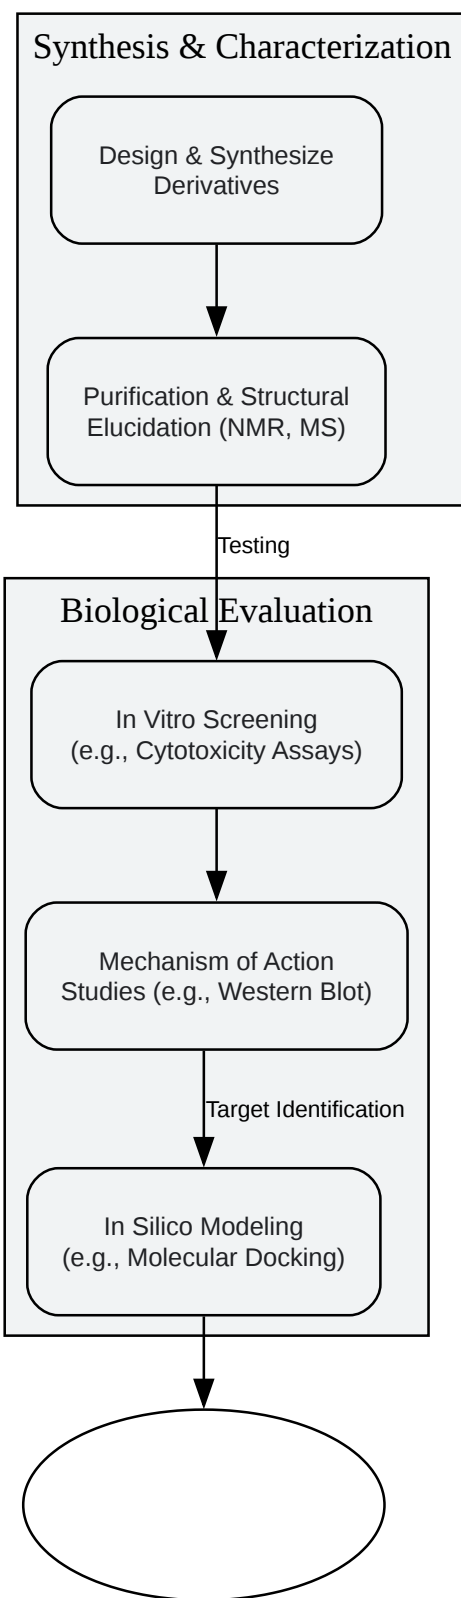 Synthesis & Characterization
Design & Synthesize
Derivatives
Purification & Structural
Elucidation (NMR, MS)
Testing
Biological Evaluation
In Vitro Screening
(e.g., Cytotoxicity Assays)
Mechanism of Action
Studies (e.g., Western Blot)
Target Identification
In Silico Modeling
(e.g., Molecular Docking)